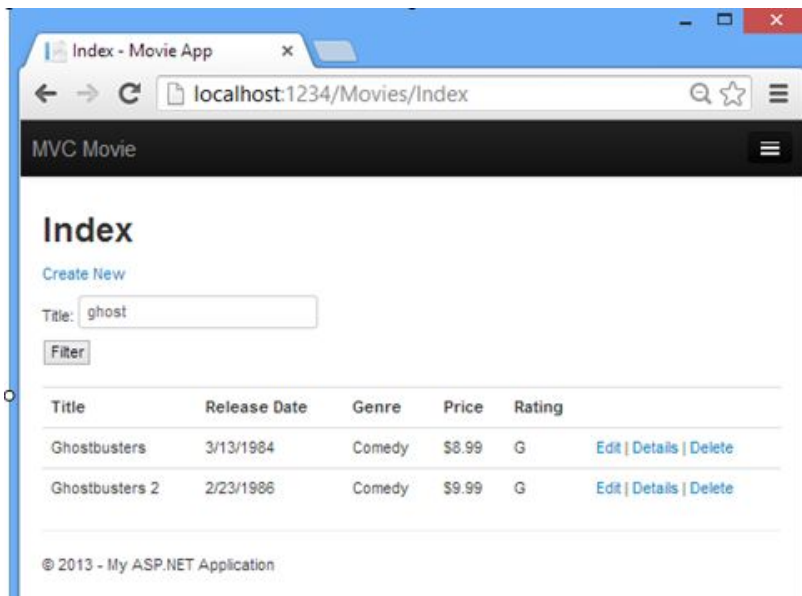 Index - Movie App
localhost:1234/Movies/Index
MVC Movie
Index
Create New
Title: ghost
Filter
Title Release Date Genre Price Rating
Ghostbusters 3/13/1984 Comedy $8.99 G Edit | Details | Delete
Ghostbusters 2 2/23/1986 Comedy $9.99 G Edit | Details | Delete
© 2013 - My ASP.NET Application